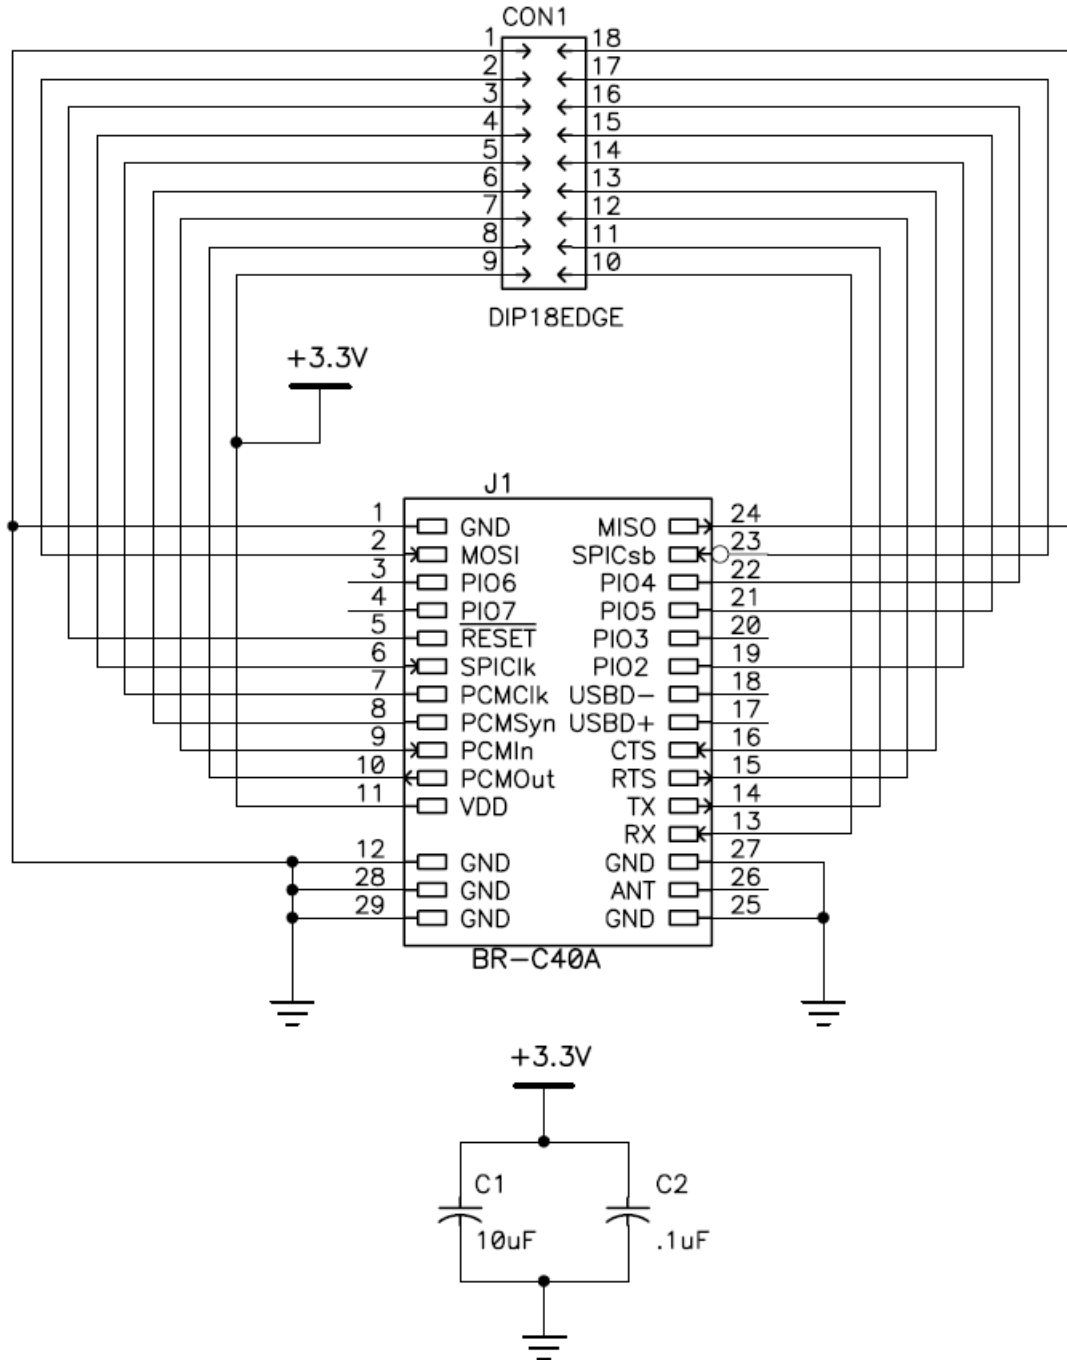 CON1
1 18
2 17
3 16
4 15
5 14
6 13
7 12
8 11
9 10
DIP18EDGE
+3.3V
J1
1 GND MISO 24
2 MOSI SPICsb 23
3 PIO6 PIO4 22
4 PIO7 PIO5 21
5 RESET PIO3 20
6 SPIClk PIO2 19
7 PCMClk USBD- 18
8 PCMSyn USBD+ 17
9 PCMIn CTS 16
10 PCMOut RTS 15
11 VDD TX 14
RX 13
12 GND GND 27
28 GND ANT 26
29 GND GND 25
BR-C40A
+3.3V
C1 C2
10uF .1uF